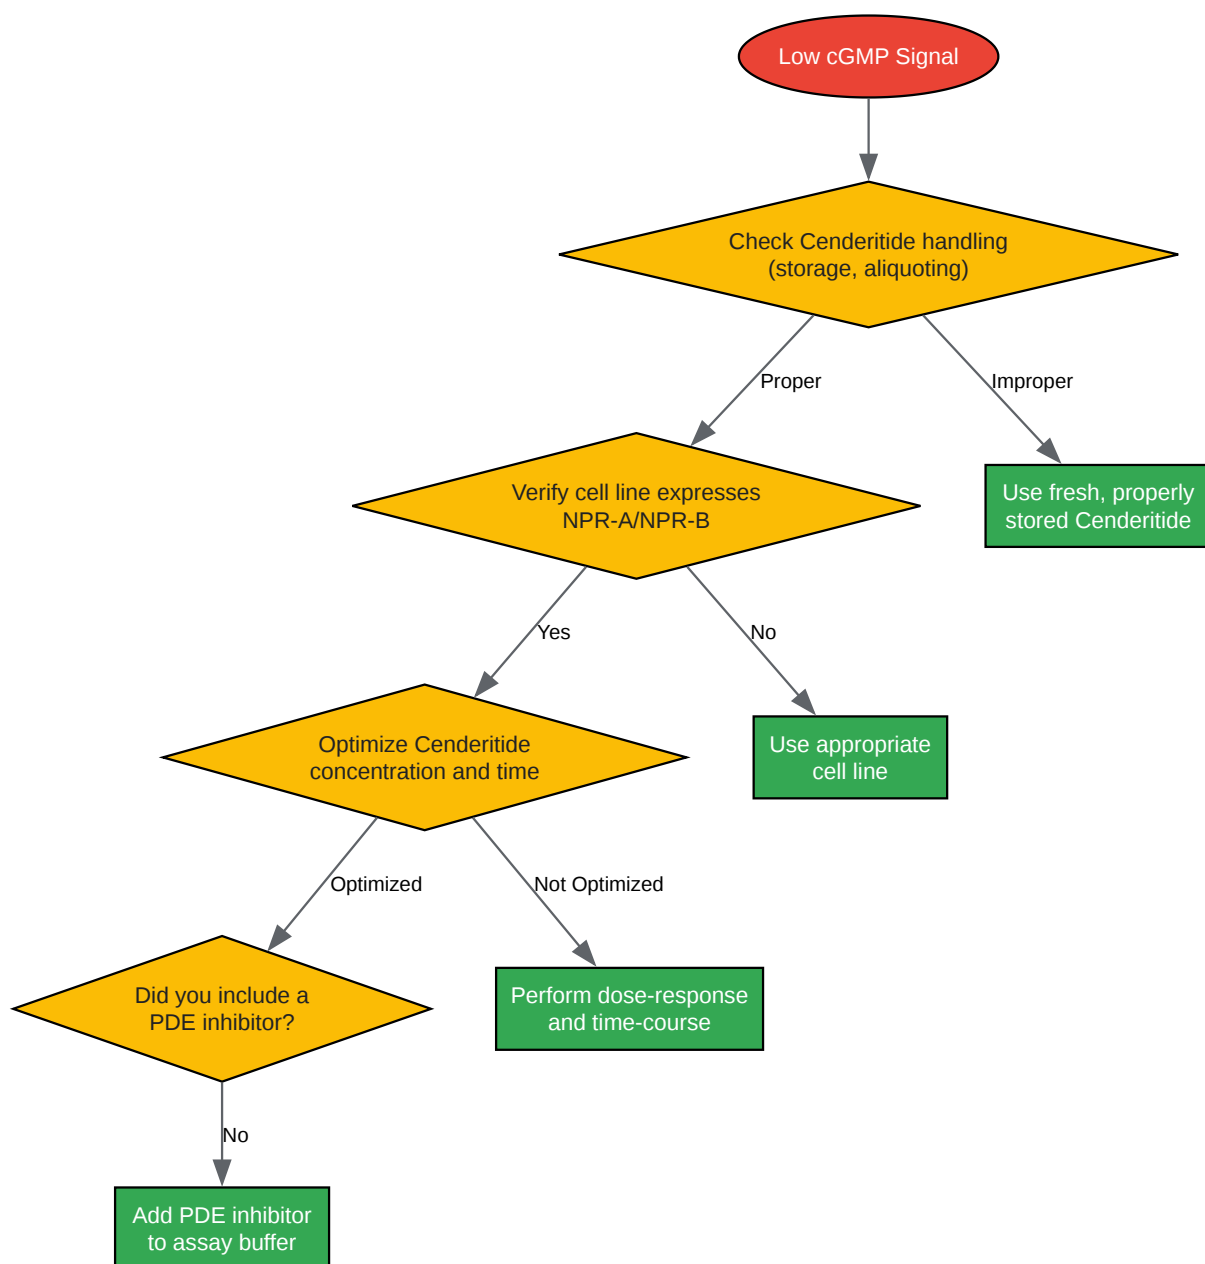 Low cGMP Signal
Check Cenderitide handling
(storage, aliquoting)
Proper
Improper
Verify cell line expresses
NPR-A/NPR-B
Use fresh, properly
stored Cenderitide
Yes
No
Optimize Cenderitide
concentration and time
Use appropriate
cell line
Optimized
Not Optimized
Did you include a
PDE inhibitor?
Perform dose-response
and time-course
No
Add PDE inhibitor
to assay buffer